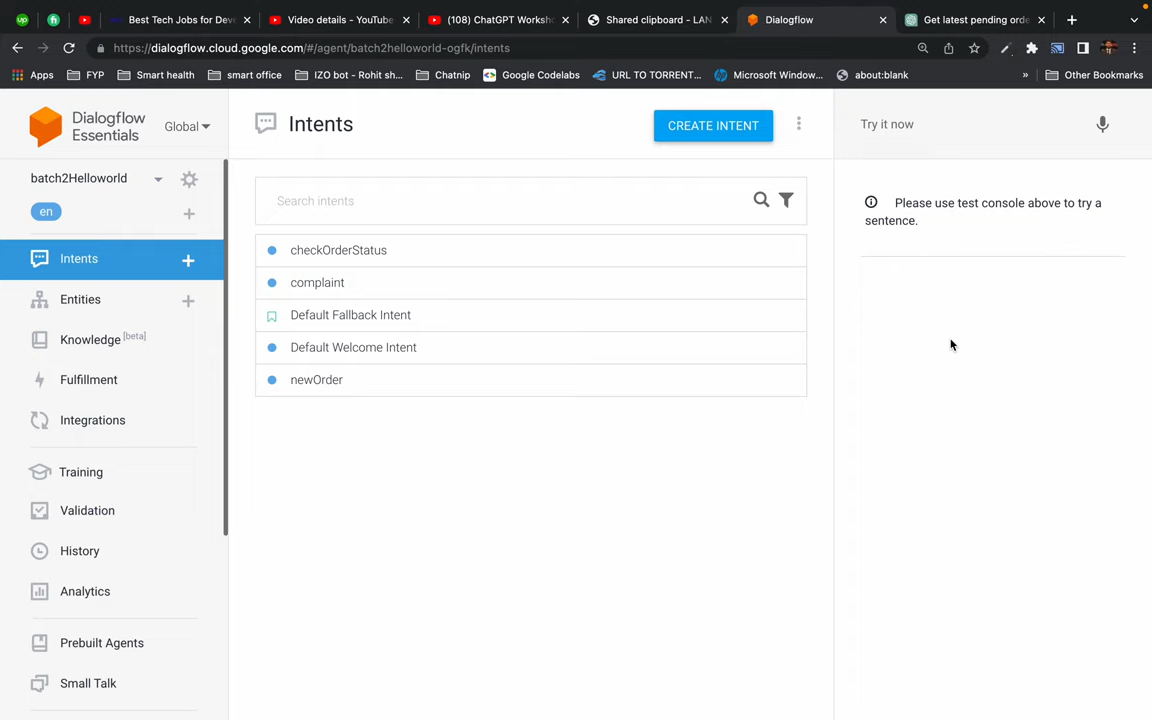 Best Tech Jobs for Deve
Video details - YouTube
(108) ChatGPT Worksho
Shared clipboard - LAN
Dialogflow
Get latest pending orde
https://dialogflow.cloud.google.com/#/agent/batch2helloworld-ogfk/intents
Apps
FYP
Smart health
smart office
IZO bot - Rohit sh...
Chatnip
Google Codelabs
URL TO TORRENT...
Microsoft Window...
about:blank
»
Other Bookmarks
Dialogflow
Essentials
Global
Intents
CREATE INTENT
Try it now
batch2Helloworld
en
Search intents
Please use test console above to try a
sentence.
Intents
Entities
Knowledge [beta]
Fulfillment
Integrations
Training
Validation
History
Analytics
Prebuilt Agents
Small Talk
checkOrderStatus
complaint
Default Fallback Intent
Default Welcome Intent
newOrder